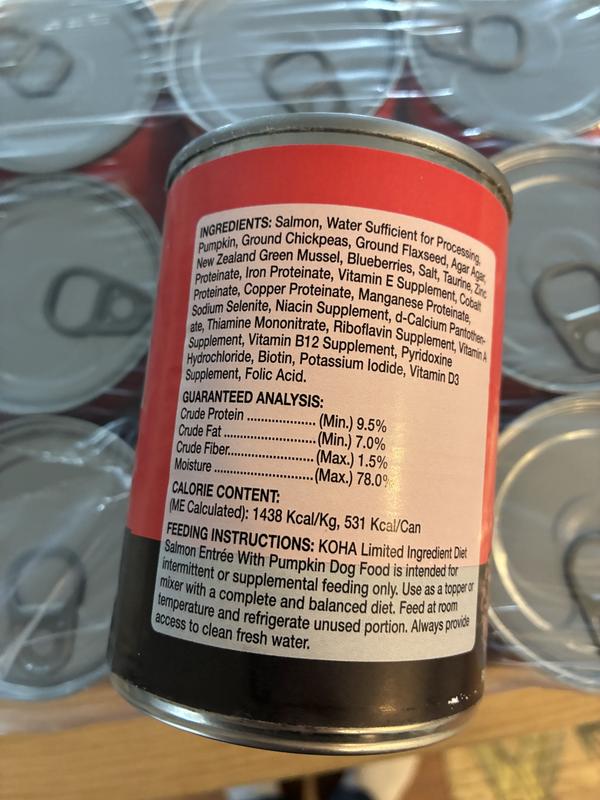 INGREDIENTS: Salmon, Water Sufficient for Processing,
Pumpkin, Ground Chickpeas, Ground Flaxseed, Agar Agar,
New Zealand Green Mussel, Blueberries, Salt, Taurine, Zinc
Proteinate, Iron Proteinate, Vitamin E Supplement, Cobalt
Proteinate, Copper Proteinate, Manganese Proteinate,
Sodium Selenite, Niacin Supplement, d-Calcium Pantothen-
ate, Thiamine Mononitrate, Riboflavin Supplement, Vitamin A
Supplement, Vitamin B12 Supplement, Pyridoxine
Hydrochloride, Biotin, Potassium Iodide, Vitamin D3
Supplement, Folic Acid.
GUARANTEED ANALYSIS:
Crude Protein .................... (Min.) 9.5%
Crude Fat ........................... (Min.) 7.0%
Crude Fiber......................... (Max.) 1.5%
Moisture ............................. (Max.) 78.0%
CALORIE CONTENT:
(ME Calculated): 1438 Kcal/Kg, 531 Kcal/Can
FEEDING INSTRUCTIONS: KOHA Limited Ingredient Diet
Salmon Entrée With Pumpkin Dog Food is intended for
intermittent or supplemental feeding only. Use as a topper or
mixer with a complete and balanced diet. Feed at room
temperature and refrigerate unused portion. Always provide
access to clean fresh water.